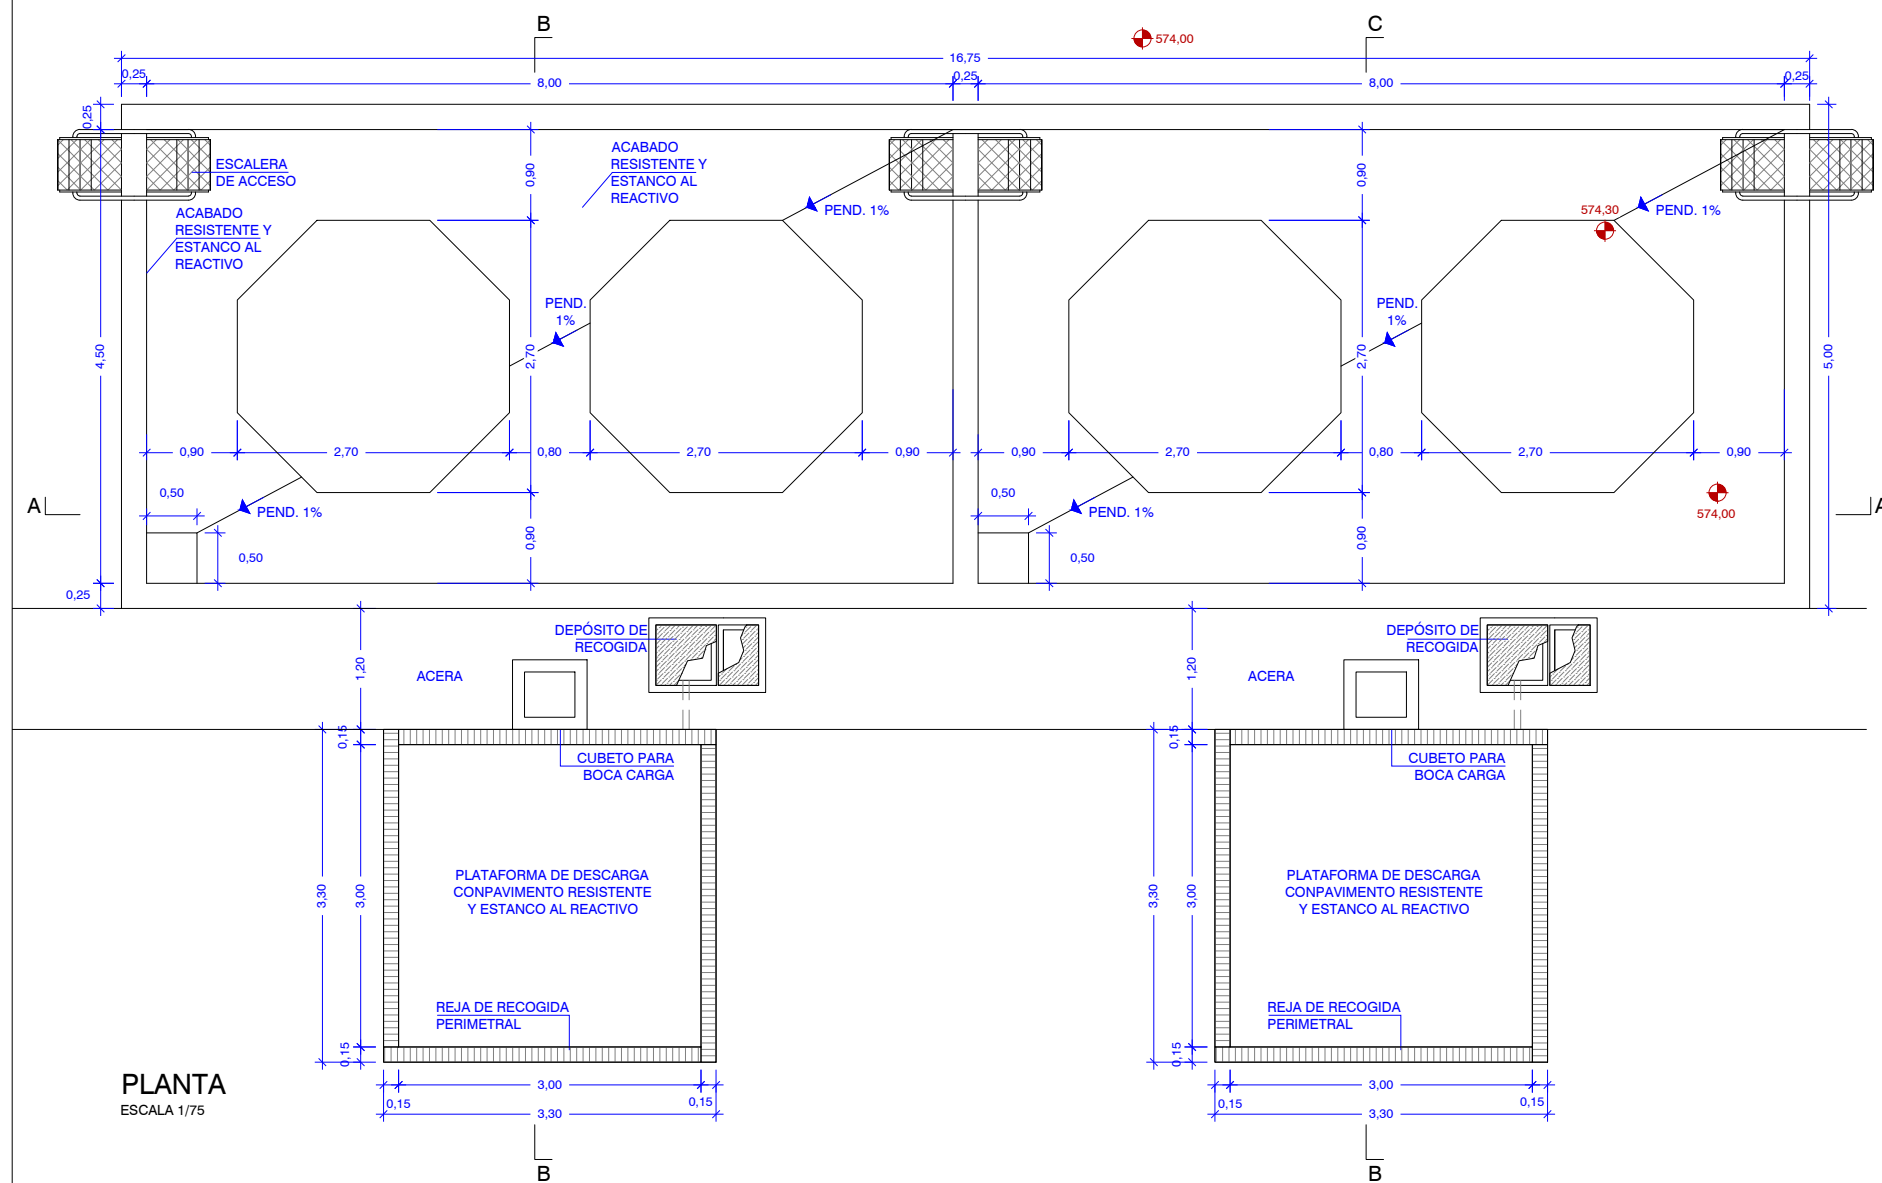 B
C
574,00
16,75
0,25
8,00
0,25
8,00
0,25
0,25
ESCALERA
DE ACCESO
ACABADO
RESISTENTE Y
ESTANCO AL
REACTIVO
0,90
0,90
ACABADO
RESISTENTE Y
ESTANCO AL
REACTIVO
PEND. 1%
574,30
PEND. 1%
PEND.
1%
PEND.
1%
4,50
2,70
2,70
5,00
0,90
2,70
0,80
2,70
0,90
0,90
2,70
0,80
2,70
0,90
0,50
0,50
A
PEND. 1%
PEND. 1%
574,00
A
0,90
0,90
0,50
0,50
0,25
DEPÓSITO DE
RECOGIDA
DEPÓSITO DE
RECOGIDA
1,20
ACERA
1,20
ACERA
0,15
0,15
CUBETO PARA
BOCA CARGA
CUBETO PARA
BOCA CARGA
3,30
3,00
PLATAFORMA DE DESCARGA
CONPAVIMENTO RESISTENTE
Y ESTANCO AL REACTIVO
3,30
3,00
PLATAFORMA DE DESCARGA
CONPAVIMENTO RESISTENTE
Y ESTANCO AL REACTIVO
REJA DE RECOGIDA
PERIMETRAL
REJA DE RECOGIDA
PERIMETRAL
0,15
0,15
PLANTA
ESCALA 1/75
3,00
0,15
0,15
3,30
3,00
0,15
0,15
3,30
B
B